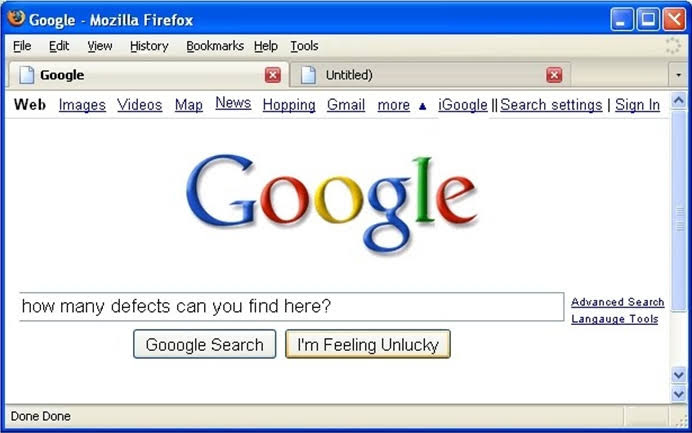 Google - Mozilla Firefox
File Edit View History Bookmarks Help Tools
Google Untitled)
Web Images Videos Map News Hopping Gmail more ▲ iGoogle || Search settings | Sign In
Google
how many defects can you find here? Advanced Search
Langauge Tools
Gooogle Search I'm Feeling Unlucky
Done Done